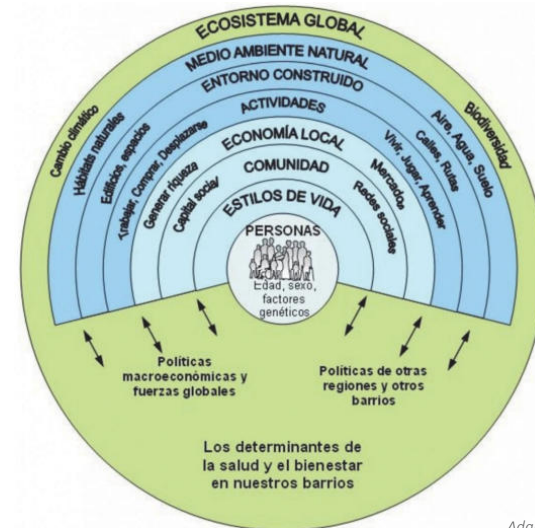 ECOSISTEMA GLOBAL
Cambio climático
Biodiversidad
MEDIO AMBIENTE NATURAL
Hábitats naturales
Aire, Agua, Suelo
ENTORNO CONSTRUIDO
Edificios, espacios
Calles, Rutas
ACTIVIDADES
Trabajar, Comprar, Desplazarse
Vivir, Jugar, Aprender
ECONOMÍA LOCAL
Generar riqueza
Mercados
COMUNIDAD
Capital social
Redes sociales
ESTILOS DE VIDA
PERSONAS
Edad, sexo,
factores
genéticos
Políticas
macroeconómicas y
fuerzas globales
Políticas de otras
regiones y otros
barrios
Los determinantes de
la salud y el bienestar
en nuestros barrios
Ada